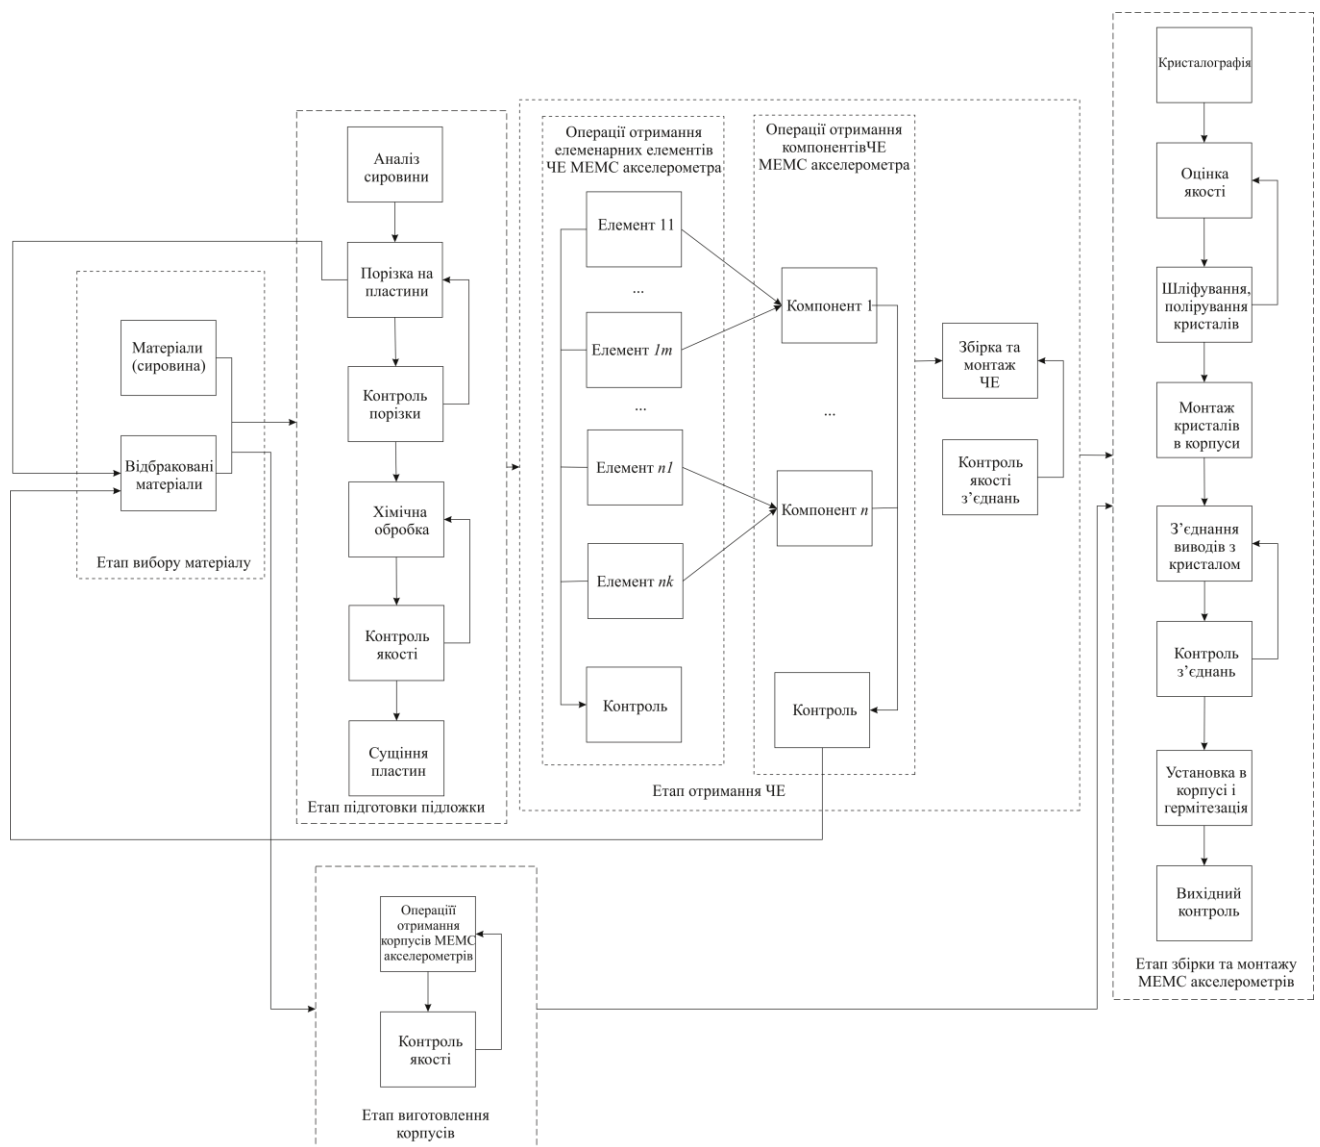 Матеріали
(сировина)
Відбраковані
матеріали
Етап вибору матеріалу
Аналіз
сировини
Порізка на
пластини
Контроль
порізки
Хімічна
обробка
Контроль
якості
Сущіння
пластин
Етап підготовки підложки
Операції отримання
елеменарних елементів
ЧЕ МЕМС акселерометра
Елемент 11
...
Елемент 1m
...
Елемент n1
Елемент nk
Контроль
Операції отримання
компонентівЧЕ
МЕМС акселерометра
Компонент 1
...
Компонент n
Контроль
Збірка та
монтаж
ЧЕ
Контроль
якості
з’єднань
Етап отримання ЧЕ
Операціїї
отримання
корпусів МЕМС
акселерометрів
Контроль
якості
Етап виготовлення
корпусів
Кристалографія
Оцінка
якості
Шліфування,
полірування
кристалів
Монтаж
кристалів
в корпуси
З’єднання
виводів з
кристалом
Контроль
з’єднань
Установка в
корпусі і
гермітезація
Вихідний
контроль
Етап збірки та монтажу
МЕМС акселерометрів